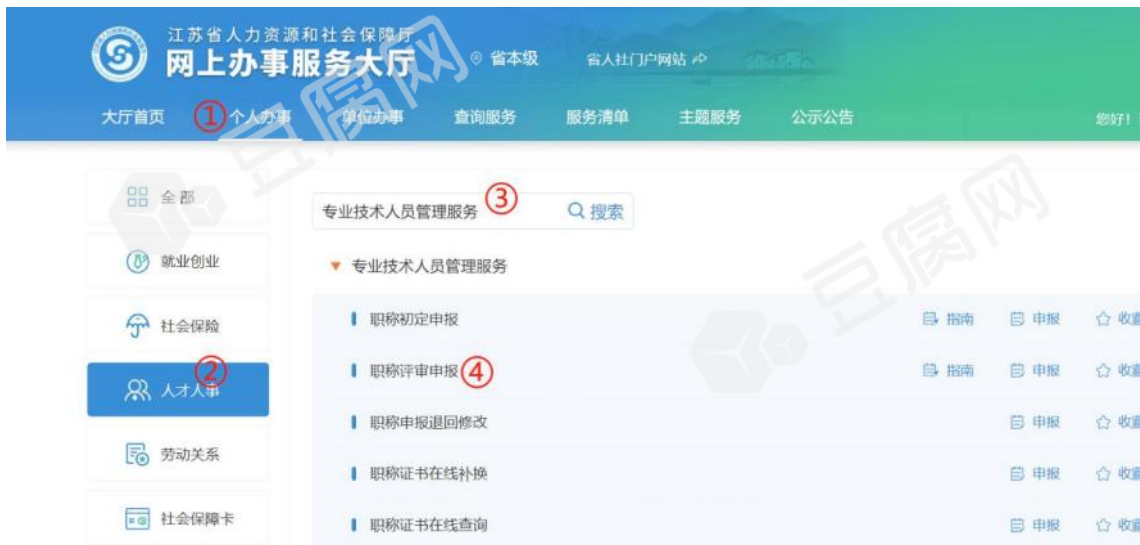 江苏省人力资源和社会保障厅
网上办事服务大厅 省本级 省人社门户网站
大厅首页 ① 个人办事 单位办事 查询服务 服务清单 主题服务 公示公告 您好！
全部
专业技术人员管理服务 ③ 搜索
就业创业
专业技术人员管理服务
社会保险
职称初定申报 指南 申报 收
② 人才人事
职称评审申报 ④ 指南 申报 收
职称申报退回修改 申报 收
劳动关系
职称证书在线补换 申报 收
社会保障卡
职称证书在线查询 申报 收
豆腐网
豆腐网